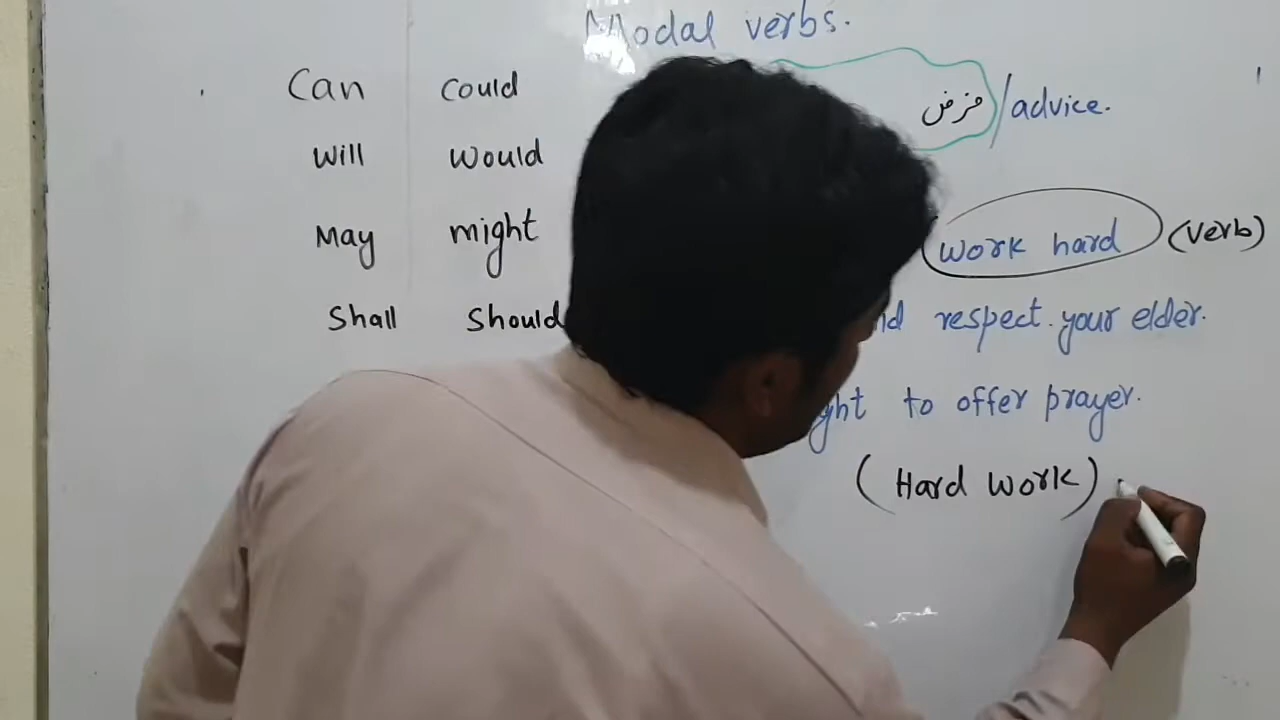 Modal verbs.
Can could فرض /advice.
will would
May might work hard (verb)
Shall Should respect your elder.
to offer prayer.
(Hard work)